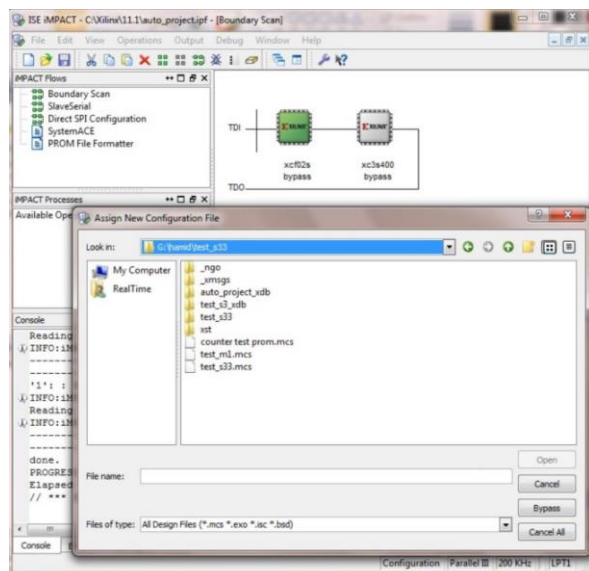 ISE iMPACT - C:\Xilinx\11.1\auto_project.ipf - [Boundary Scan]
File Edit View Operations Output Debug Window Help
iMPACT Flows
Boundary Scan
SlaveSerial
Direct SPI Configuration
SystemACE
PROM File Formatter
TDI
XILINX
XILINX
xcf02s
xc3s400
bypass
bypass
TDO
iMPACT Processes
Available Ope
Assign New Configuration File
Look in:
G:\hamid\test_s33
My Computer
RealTime
_ngo
_xmsgs
auto_project_xdb
test_s3_xdb
test_s33
xst
counter test prom.mcs
test_m1.mcs
test_s33.mcs
Console
Reading
INFO:iM
----------
----------
'1': :
INFO:iM
Reading
INFO:iM
----------
----------
done.
PROGRES
Elapsed
// ***
File name:
Files of type: All Design Files (*.mcs *.exo *.isc *.bsd)
Open
Cancel
Bypass
Cancel All
Console
Configuration Parallel III 200 KHz LPT1